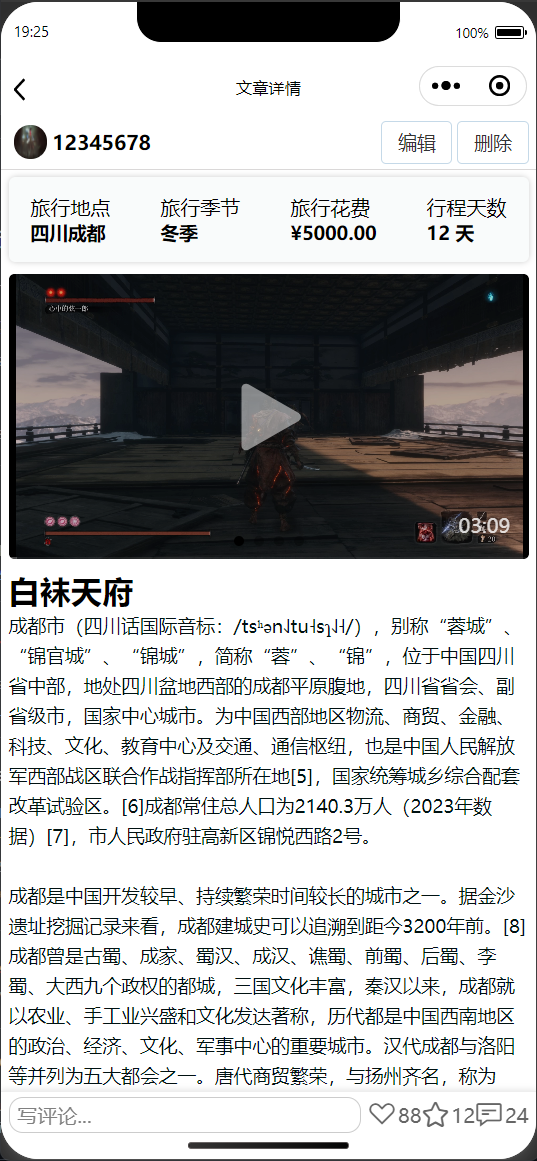 19:25
100%
文章详情
12345678
编辑
删除
旅行地点 旅行季节 旅行花费 行程天数
四川成都 冬季 ¥5000.00 12 天
心中的弦一郎
03:09
20
白袜天府
成都市（四川话国际音标：/tsʰən˨˩tu˧sɿ˨˩˧/），别称“蓉城”、
“锦官城”、“锦城”，简称“蓉”、“锦”，位于中国四川
省中部，地处四川盆地西部的成都平原腹地，四川省省会、副
省级市，国家中心城市。为中国西部地区物流、商贸、金融、
科技、文化、教育中心及交通、通信枢纽，也是中国人民解放
军西部战区联合作战指挥部所在地[5]，国家统筹城乡综合配套
改革试验区。[6]成都常住总人口为2140.3万人（2023年数
据）[7]，市人民政府驻高新区锦悦西路2号。
成都是中国开发较早、持续繁荣时间较长的城市之一。据金沙
遗址挖掘记录来看，成都建城史可以追溯到距今3200年前。[8]
成都曾是古蜀、成家、蜀汉、成汉、谯蜀、前蜀、后蜀、李
蜀、大西九个政权的都城，三国文化丰富，秦汉以来，成都就
以农业、手工业兴盛和文化发达著称，历代都是中国西南地区
的政治、经济、文化、军事中心的重要城市。汉代成都与洛阳
等并列为五大都会之一。唐代商贸繁荣，与扬州齐名，称为
写评论...
88 12 24